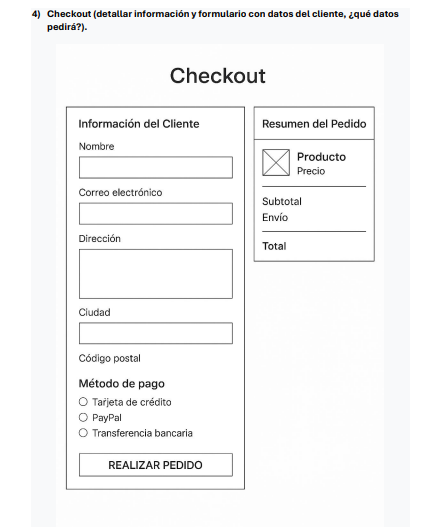 4) Checkout (detallar información y formulario con datos del cliente, ¿qué datos
pedirá?).
Checkout
Información del Cliente
Nombre
Correo electrónico
Dirección
Ciudad
Código postal
Método de pago
Tarjeta de crédito
PayPal
Transferencia bancaria
REALIZAR PEDIDO
Resumen del Pedido
Producto
Precio
Subtotal
Envío
Total